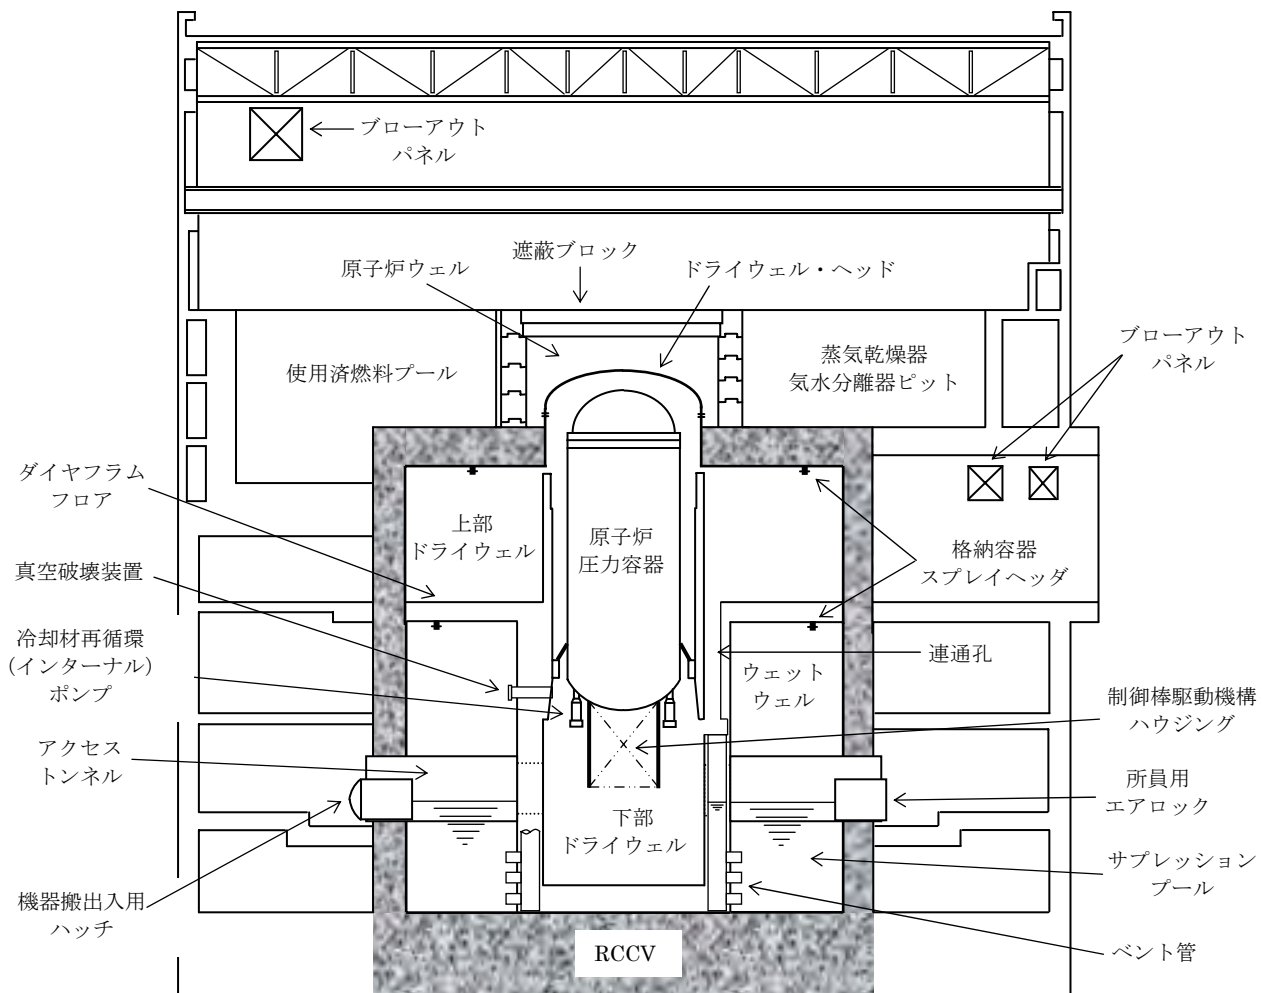 ブローアウト
パネル
遮蔽ブロック
原子炉ウェル
ドライウェル・ヘッド
ブローアウト
パネル
使用済燃料プール
蒸気乾燥器
気水分離器ピット
ダイヤフラム
フロア
上部
ドライウェル
原子炉
圧力容器
格納容器
スプレイヘッダ
真空破壊装置
冷却材再循環
(インターナル)
ポンプ
連通孔
ウェット
ウェル
制御棒駆動機構
ハウジング
アクセス
トンネル
所員用
エアロック
下部
ドライウェル
サプレッション
プール
機器搬出入用
ハッチ
RCCV
ベント管